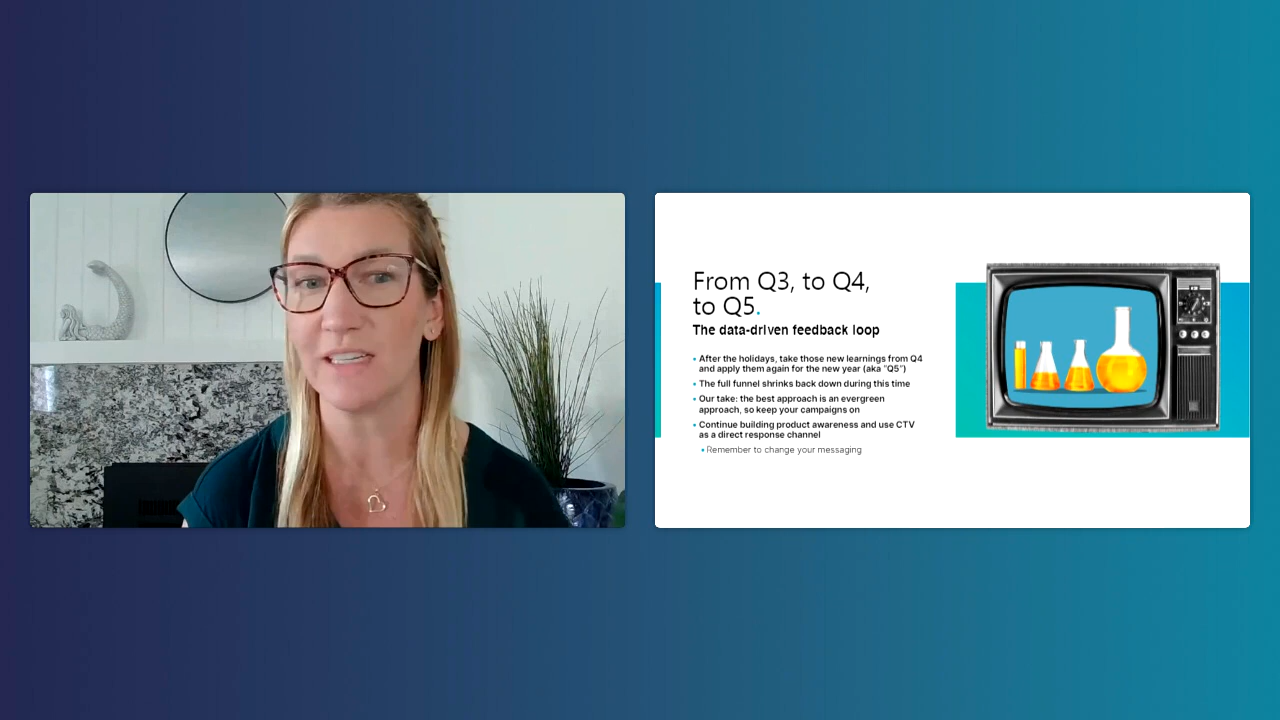 From Q3, to Q4,
to Q5.
The data-driven feedback loop
• After the holidays, take those new learnings from Q4
and apply them again for the new year (aka "Q5")
• The full funnel shrinks back down during this time
• Our take: the best approach is an evergreen
approach, so keep your campaigns on
• Continue building product awareness and use CTV
as a direct response channel
• Remember to change your messaging